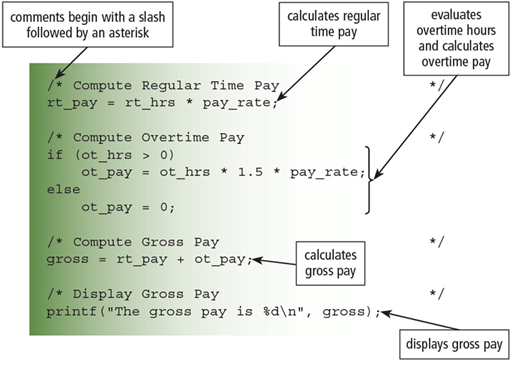 comments begin with a slash
followed by an asterisk
calculates regular
time pay
evaluates
overtime hours
and calculates
overtime pay
/* Compute Regular Time Pay */
rt_pay = rt_hrs * pay_rate;
/* Compute Overtime Pay */
if (ot_hrs > 0)
    ot_pay = ot_hrs * 1.5 * pay_rate;
else
    ot_pay = 0;
/* Compute Gross Pay */
gross = rt_pay + ot_pay;
calculates
gross pay
/* Display Gross Pay */
printf("The gross pay is %d\n", gross);
displays gross pay